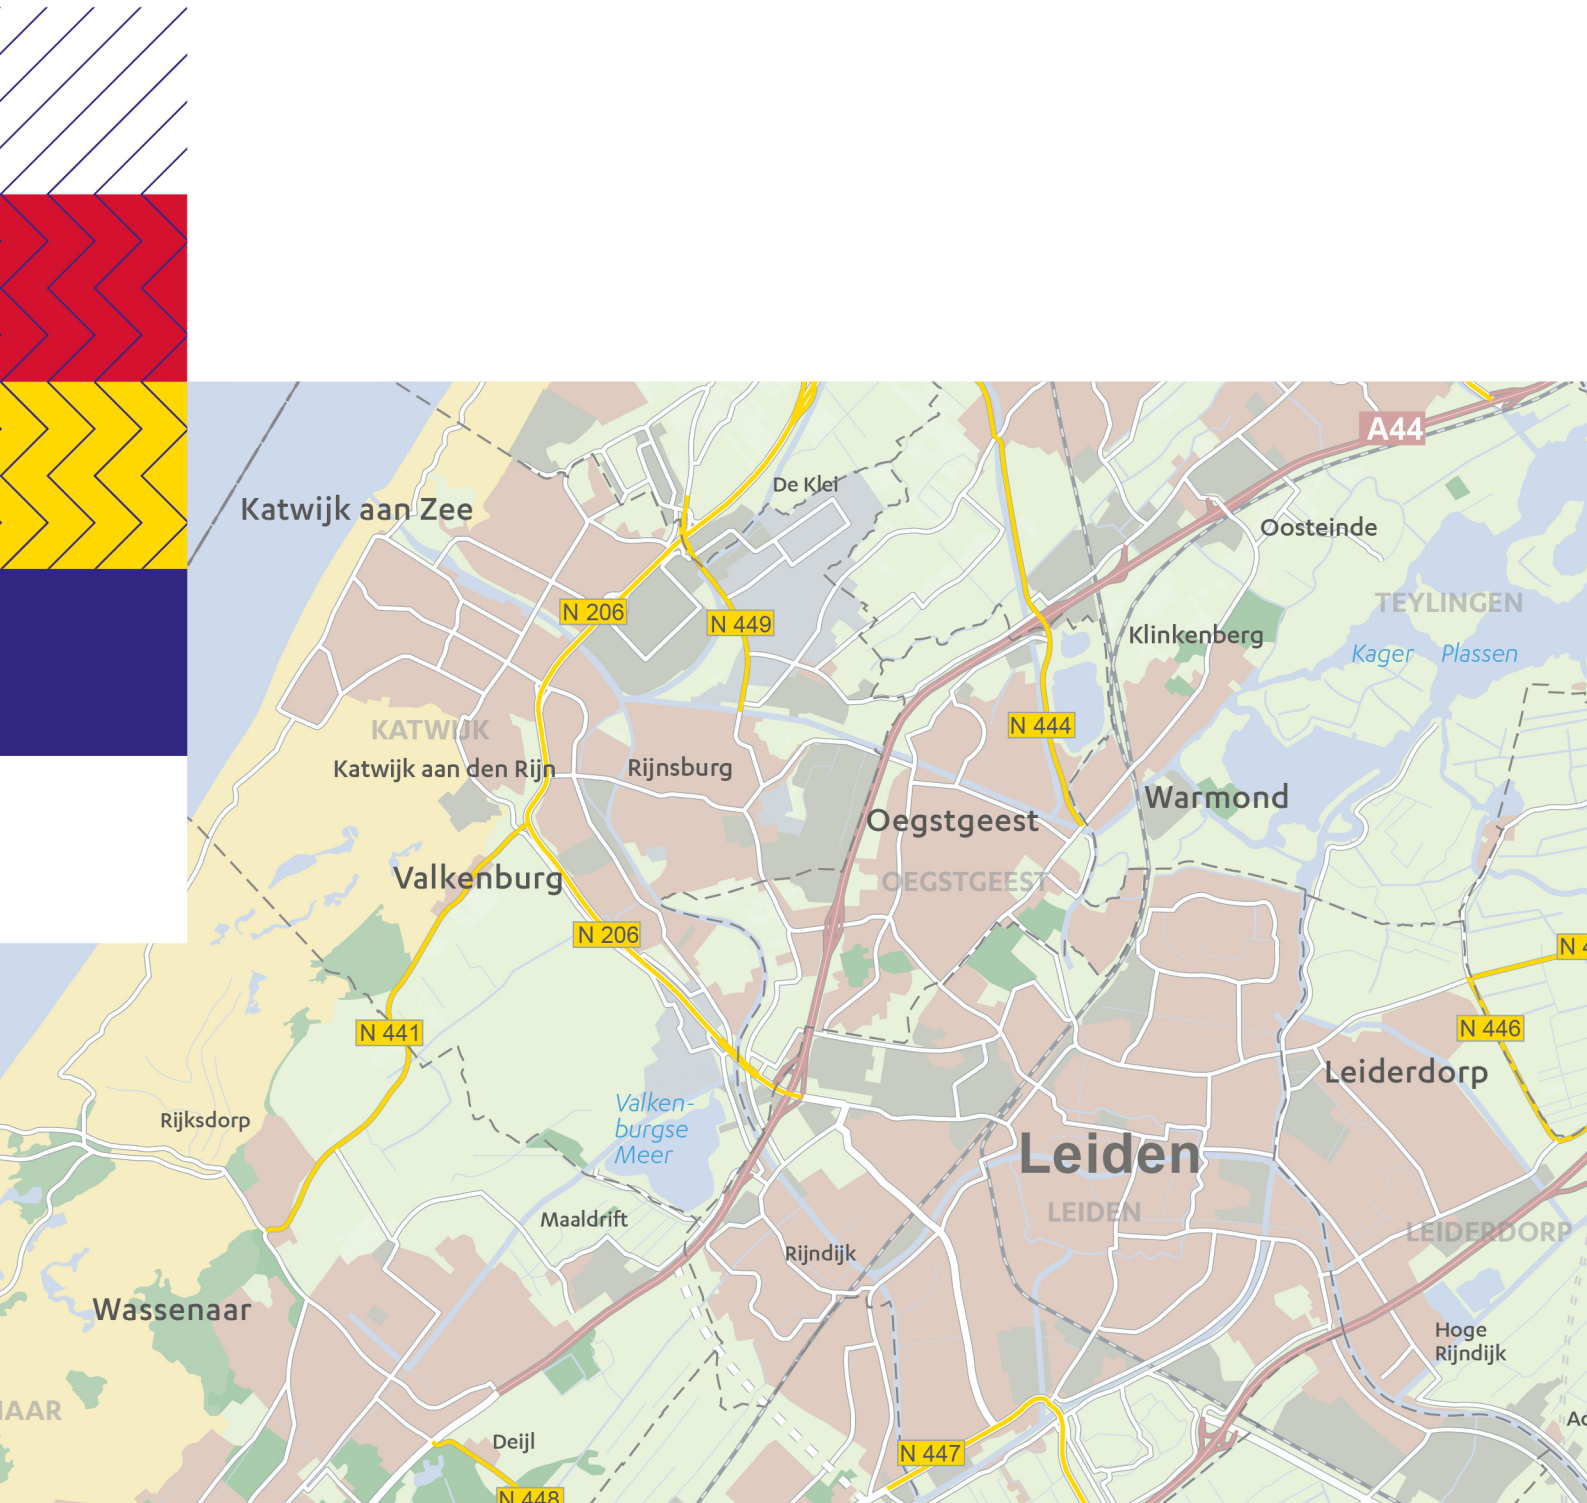 A44
De Klei
Katwijk aan Zee
Oosteinde
N 206
N 449
TEYLINGEN
Klinkenberg
Kager Plassen
KATWIJK
N 444
Katwijk aan den Rijn
Rijnsburg
Warmond
Oegstgeest
Valkenburg
OEGSTGEEST
N 206
N 4
N 441
N 446
Leiderdorp
Valken-
burgse
Meer
Rijksdorp
Leiden
LEIDEN
Maaldrift
LEIDERDORP
Rijndijk
Wassenaar
Hoge
Rijndijk
AAR
Deijl
N 447
N 448